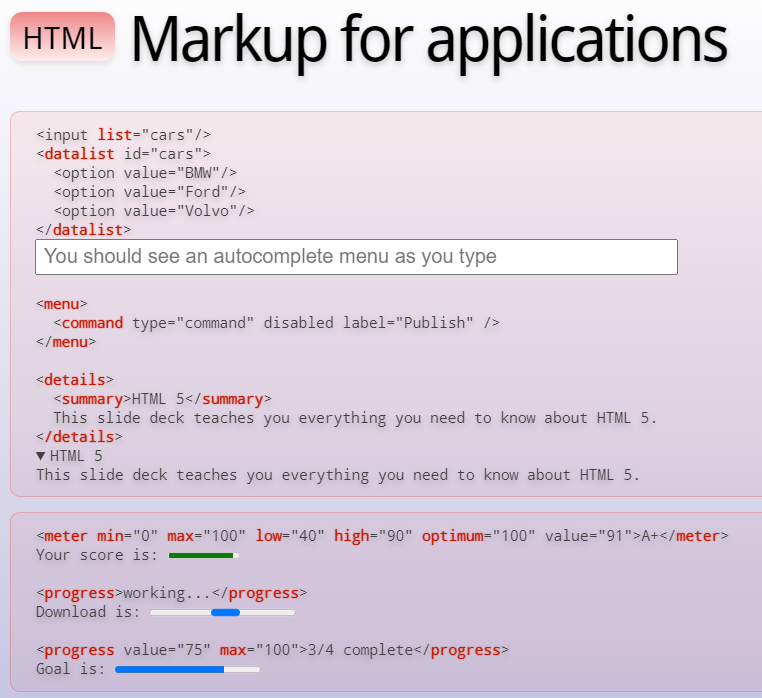 HTML Markup for applications
<input list="cars"/>
<datalist id="cars">
  <option value="BMW"/>
  <option value="Ford"/>
  <option value="Volvo"/>
</datalist>
You should see an autocomplete menu as you type
<menu>
  <command type="command" disabled label="Publish" />
</menu>
<details>
  <summary>HTML 5</summary>
  This slide deck teaches you everything you need to know about HTML 5.
</details>
▼ HTML 5
This slide deck teaches you everything you need to know about HTML 5.
<meter min="0" max="100" low="40" high="90" optimum="100" value="91">A+</meter>
Your score is:
<progress>working...</progress>
Download is:
<progress value="75" max="100">3/4 complete</progress>
Goal is: